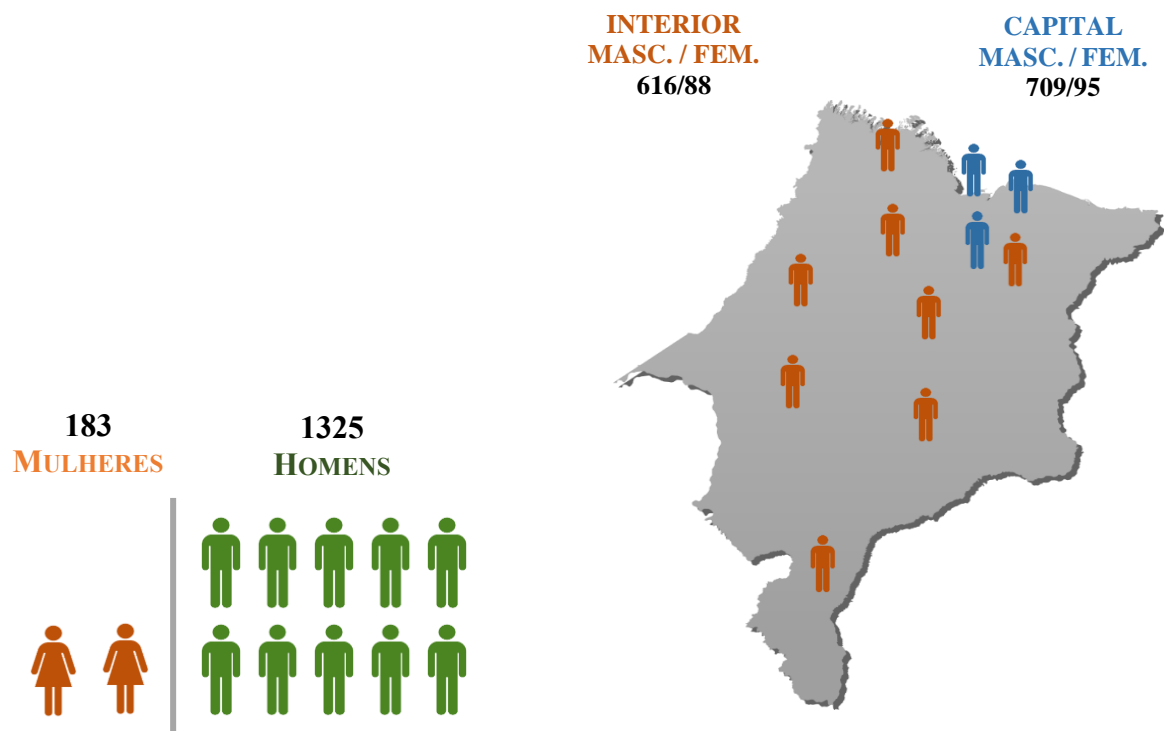 INTERIOR
MASC. / FEM.
616/88
CAPITAL
MASC. / FEM.
709/95
183
MULHERES
1325
HOMENS